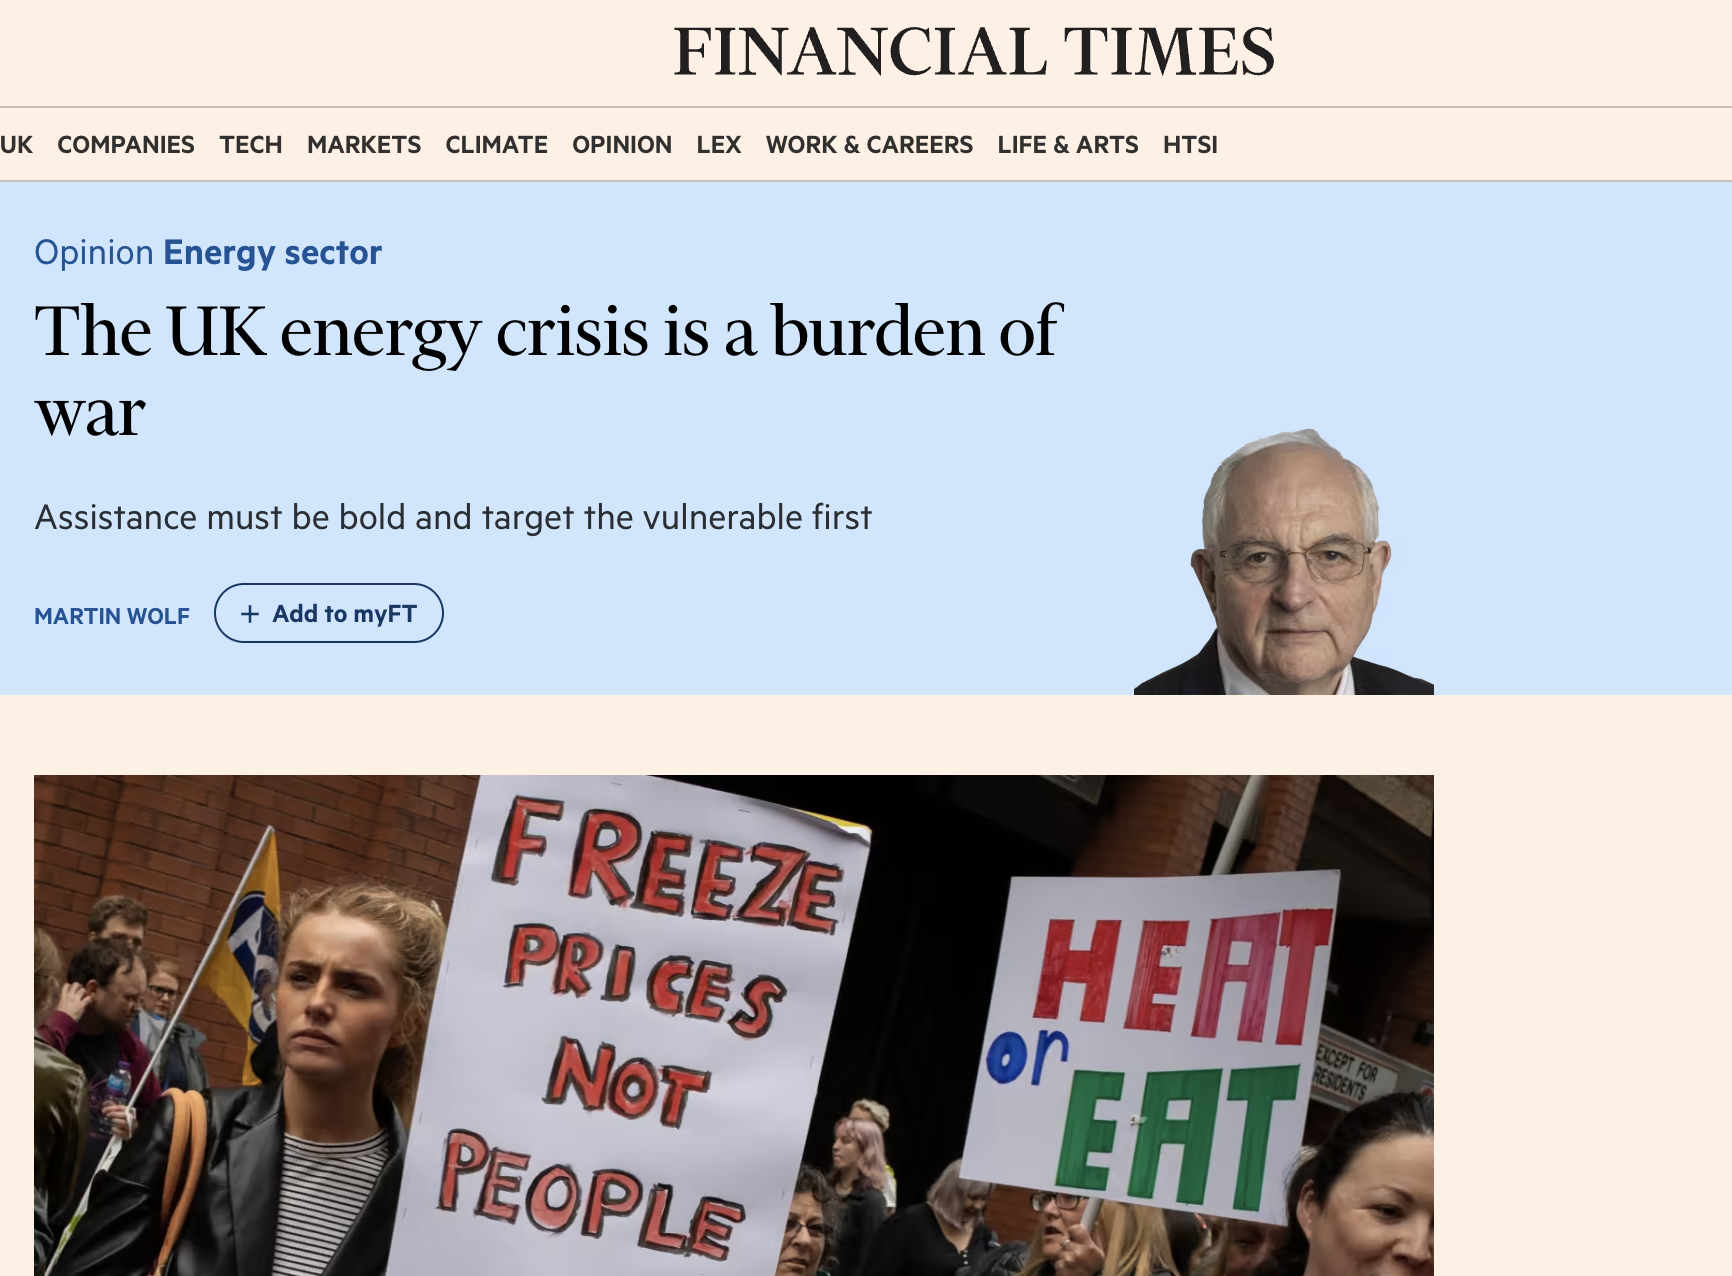 FINANCIAL TIMES
UK COMPANIES TECH MARKETS CLIMATE OPINION LEX WORK & CAREERS LIFE & ARTS HTSI
Opinion Energy sector
The UK energy crisis is a burden of
war
Assistance must be bold and target the vulnerable first
MARTIN WOLF + Add to myFT
FREEZE
PRICES
NOT
PEOPLE
HEAT
or
EAT
EXCEPT FOR
RESIDENTS